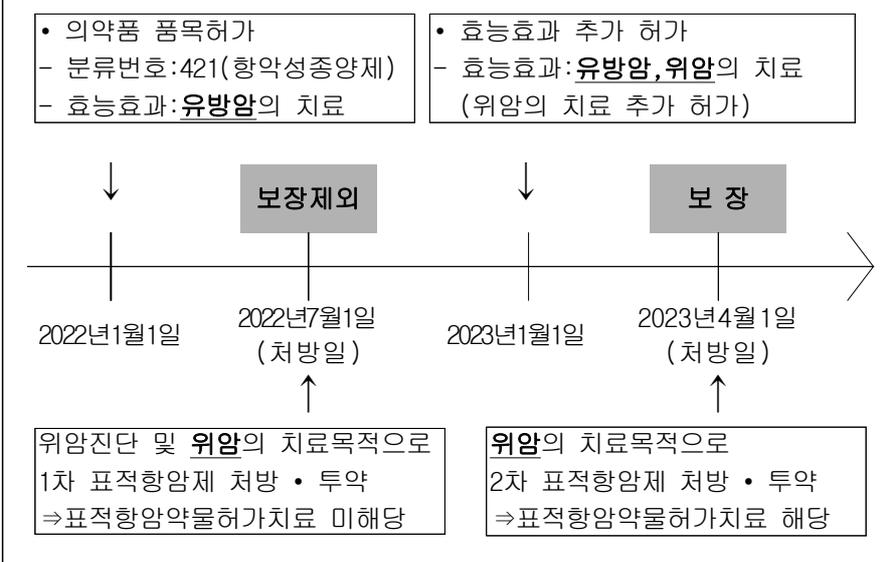 • 의약품 품목허가
- 분류번호:421(항악성종양제)
- 효능효과:유방암의 치료
• 효능효과 추가 허가
- 효능효과:유방암,위암의 치료
(위암의 치료 추가 허가)
보장제외
보 장
2022년1월1일
2022년7월1일
(처방일)
2023년1월1일
2023년4월1일
(처방일)
위암진단 및 위암의 치료목적으로
1차 표적항암제 처방 • 투약
⇒표적항암약물허가치료 미해당
위암의 치료목적으로
2차 표적항암제 처방 • 투약
⇒표적항암약물허가치료 해당